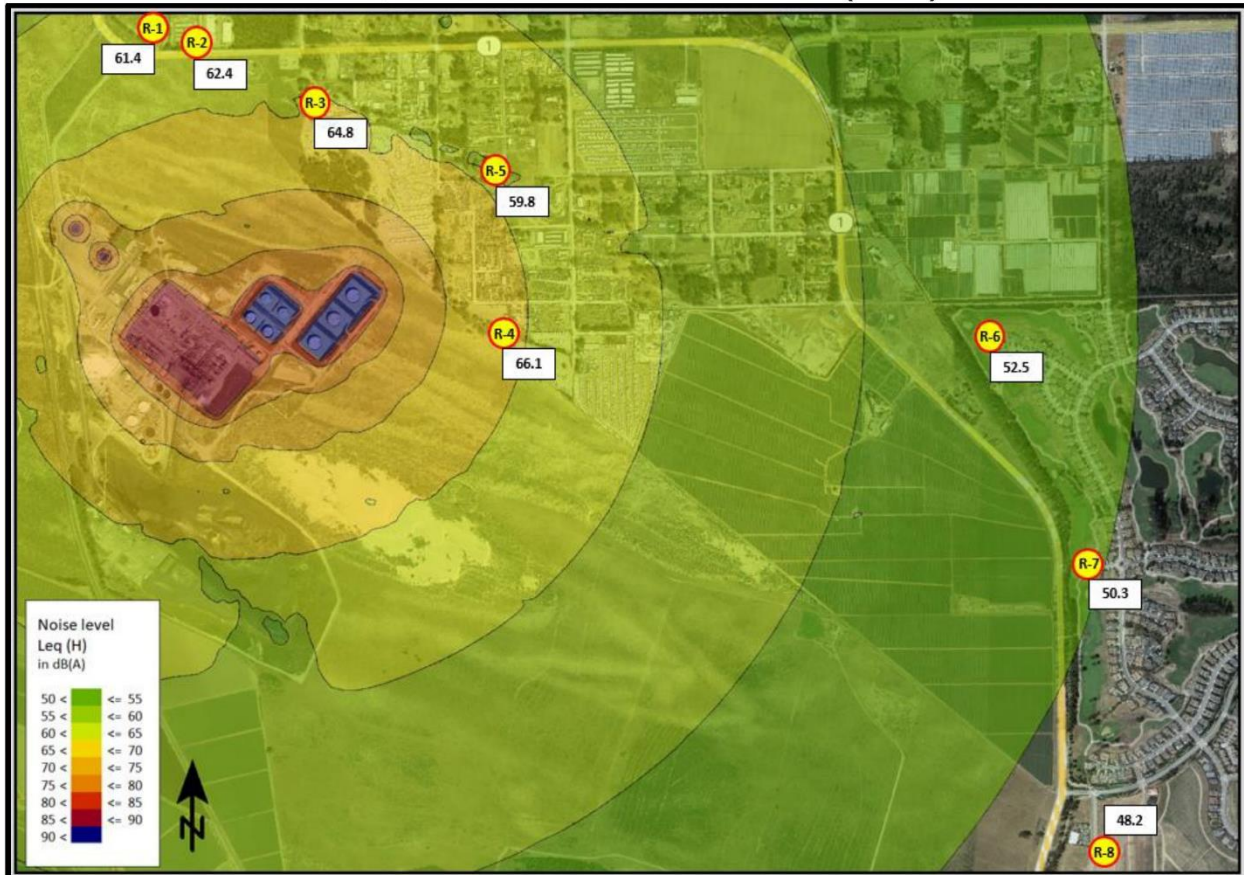 R-1
61.4
R-2
62.4
1
R-3
64.8
R-5
59.8
1
R-4
66.1
R-6
52.5
R-7
50.3
48.2
R-8
Noise level
Leq (H)
in dB(A)
50 < <= 55
55 < <= 60
60 < <= 65
65 < <= 70
70 < <= 75
75 < <= 80
80 < <= 85
85 < <= 90
90 <
N